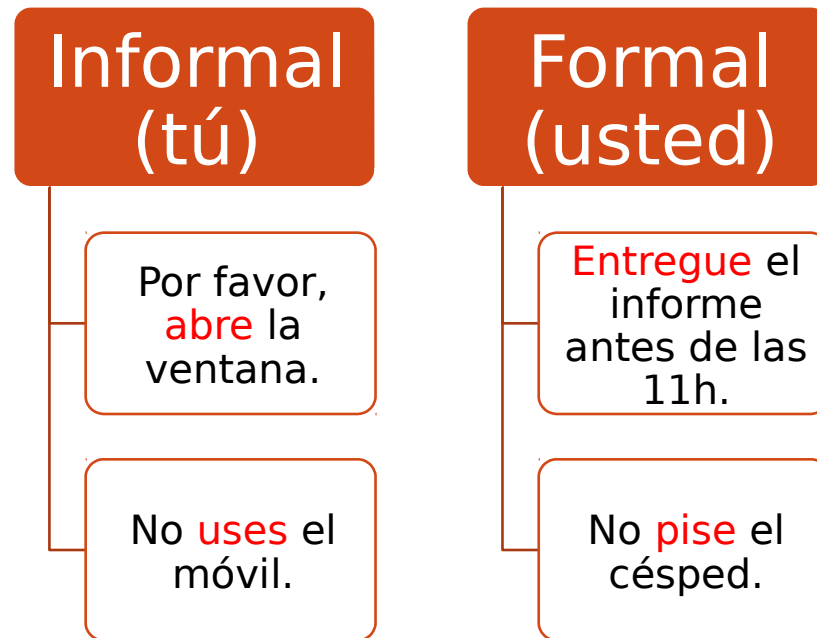 Informal
(tú)
Por favor,
abre la
ventana.
No uses el
móvil.
Formal
(usted)
Entregue el
informe
antes de las
11h.
No pise el
césped.